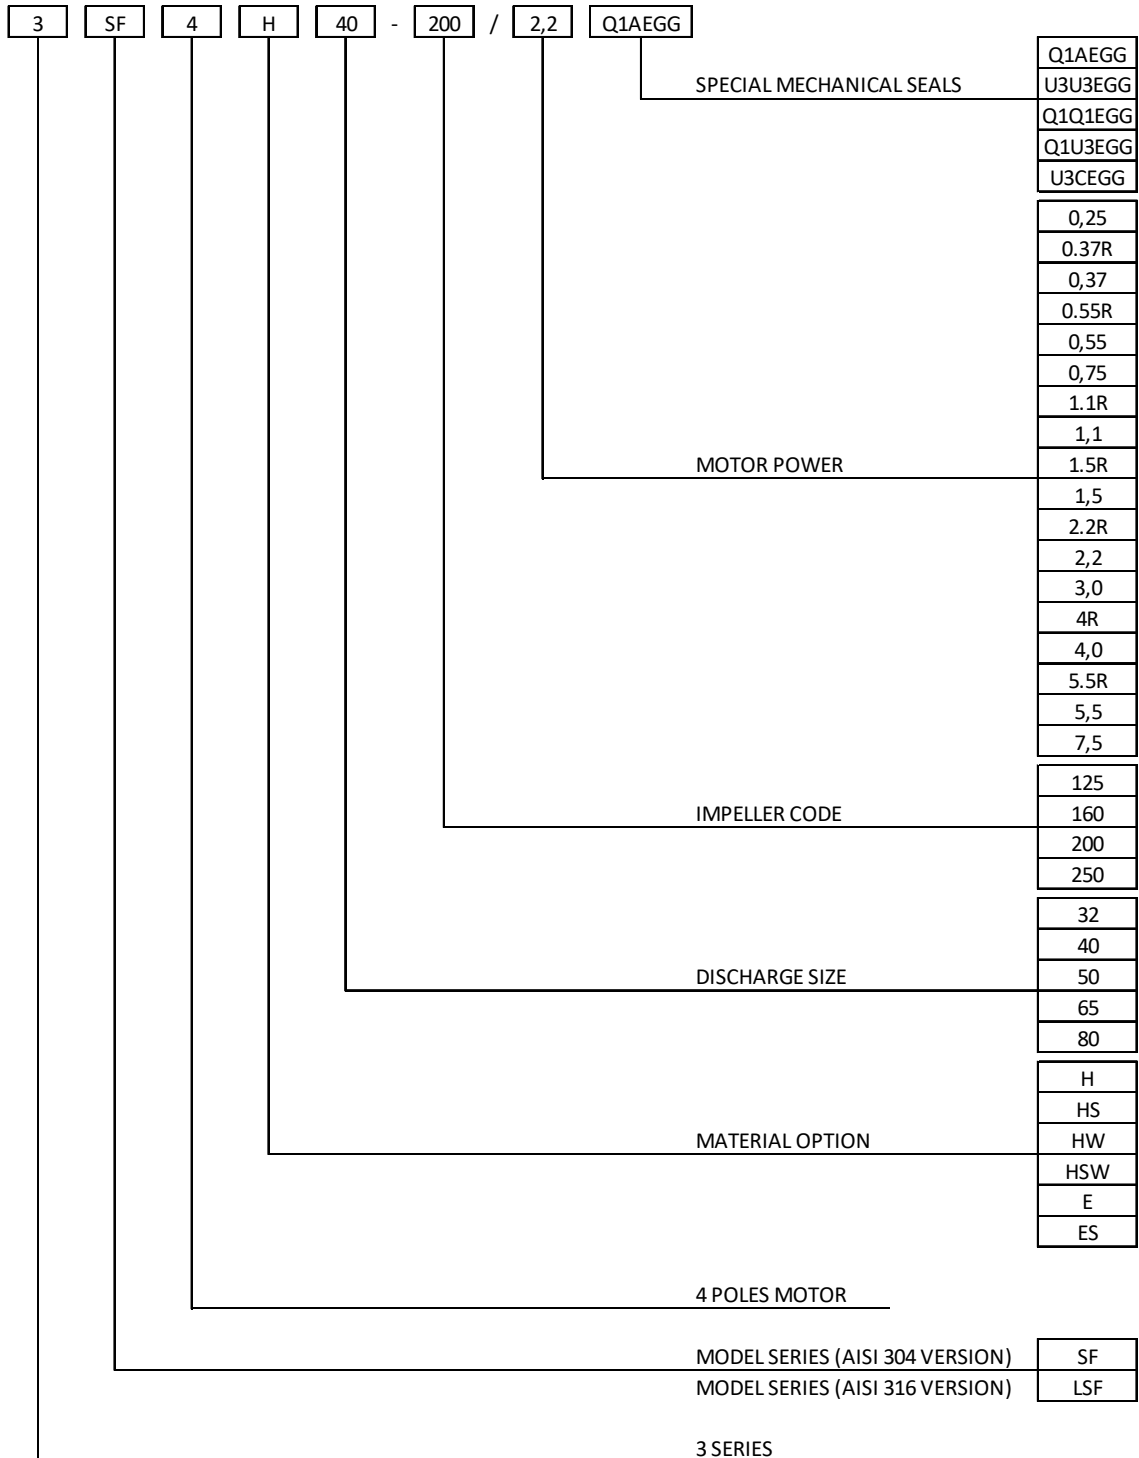 3 SF 4 H 40 - 200 / 2,2 Q1AEGG
Q1AEGG
SPECIAL MECHANICAL SEALS U3U3EGG
Q1Q1EGG
Q1U3EGG
U3CEGG
0,25
0.37R
0,37
0.55R
0,55
0,75
1.1R
1,1
MOTOR POWER 1.5R
1,5
2.2R
2,2
3,0
4R
4,0
5.5R
5,5
7,5
125
IMPELLER CODE 160
200
250
32
40
DISCHARGE SIZE 50
65
80
H
HS
MATERIAL OPTION HW
HSW
E
ES
4 POLES MOTOR
MODEL SERIES (AISI 304 VERSION) SF
MODEL SERIES (AISI 316 VERSION) LSF
3 SERIES